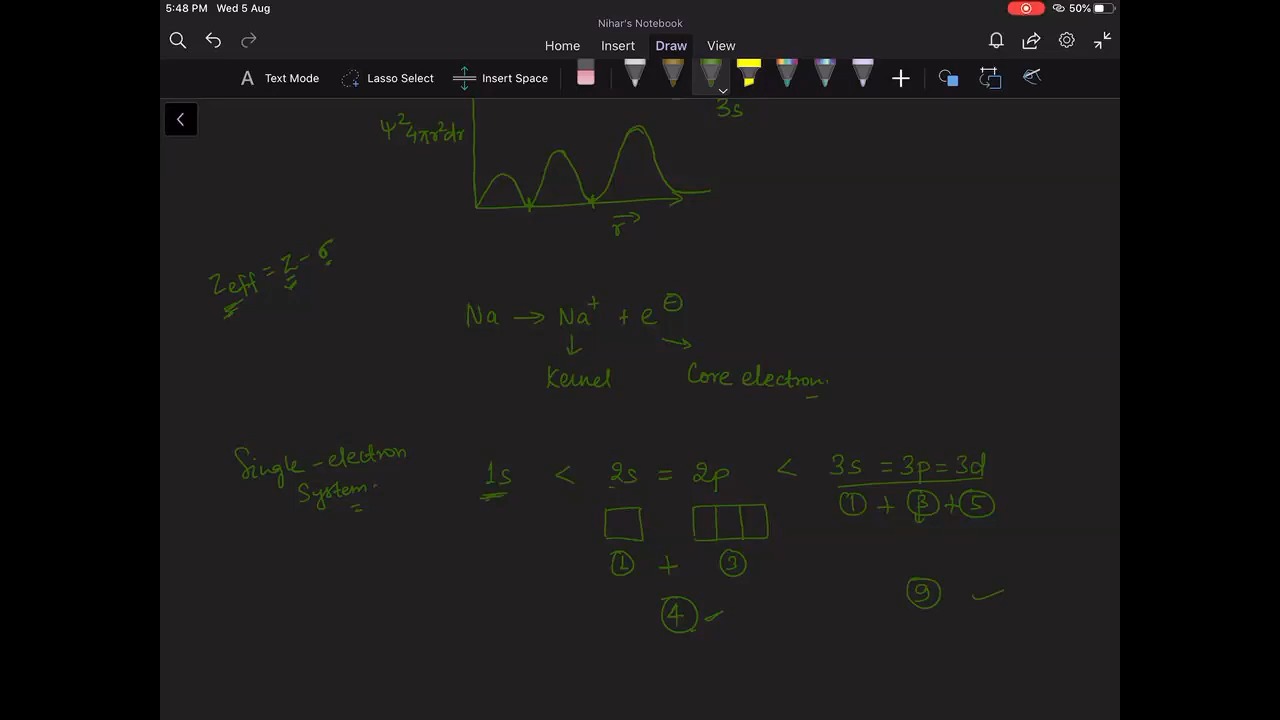 5:48 PM Wed 5 Aug
50%
Nihar's Notebook
Home Insert Draw View
A Text Mode Lasso Select Insert Space
3s
ψ²4πr²dr
r
Zeff = Z - σ
Na → Na⁺ + e⊖
↓ →
Kernel Core electron.
Single-electron System.
1s < 2s = 2p < 3s = 3p = 3d
① + ③ + ⑤
① + ③
④ ✓
⑨ ✓